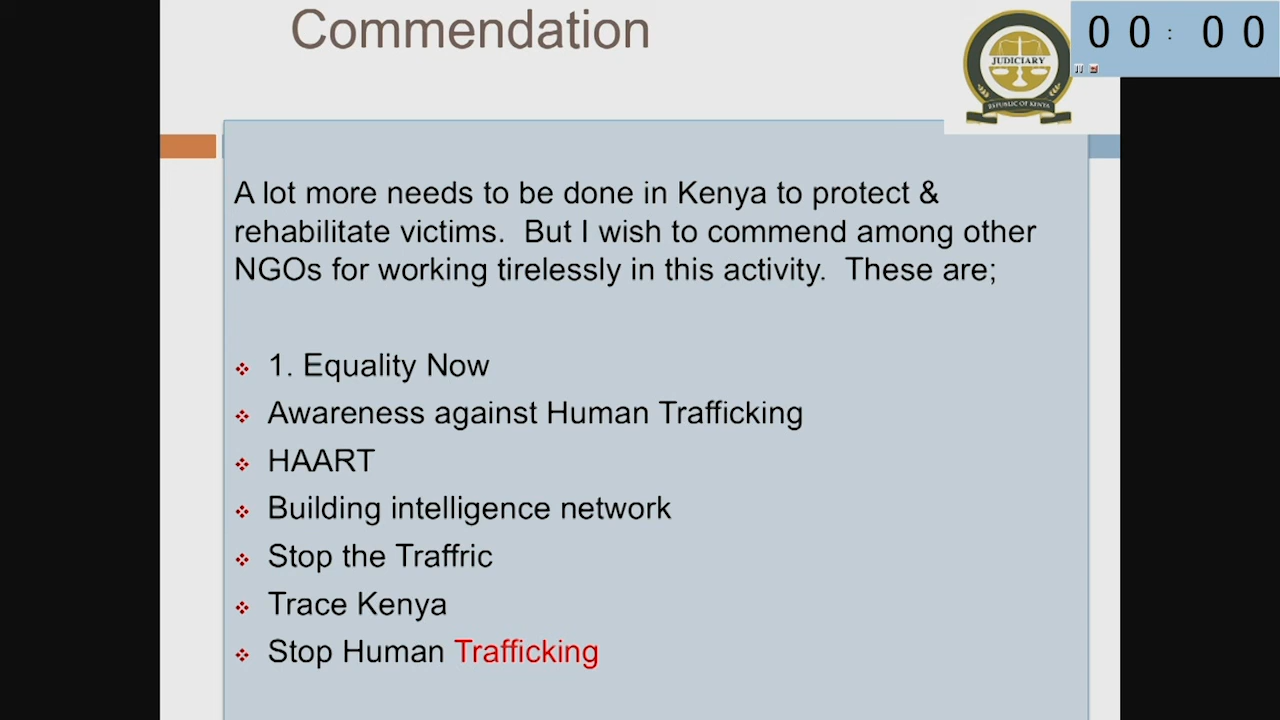 Commendation
JUDICIARY
REPUBLIC OF KENYA
00: 00
A lot more needs to be done in Kenya to protect &
rehabilitate victims. But I wish to commend among other
NGOs for working tirelessly in this activity. These are;
1. Equality Now
Awareness against Human Trafficking
HAART
Building intelligence network
Stop the Traffric
Trace Kenya
Stop Human Trafficking